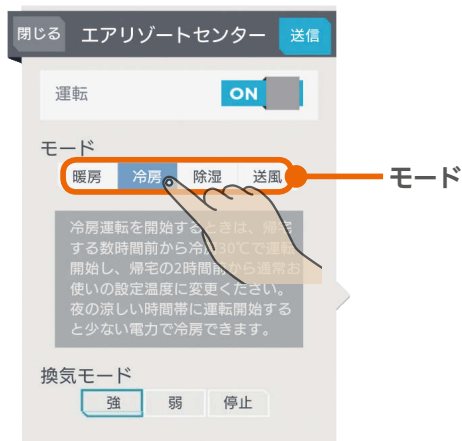 閉じる エアリゾートセンター 送信
運転 ON
モード
暖房 冷房 除湿 送風 モード
冷房運転を開始するときは、帰宅
する数時間前から冷房30℃で運転
開始し、帰宅の2時間前から通常お
使いの設定温度に変更ください。
夜の涼しい時間帯に運転開始する
と少ない電力で冷房できます。
換気モード
強 弱 停止